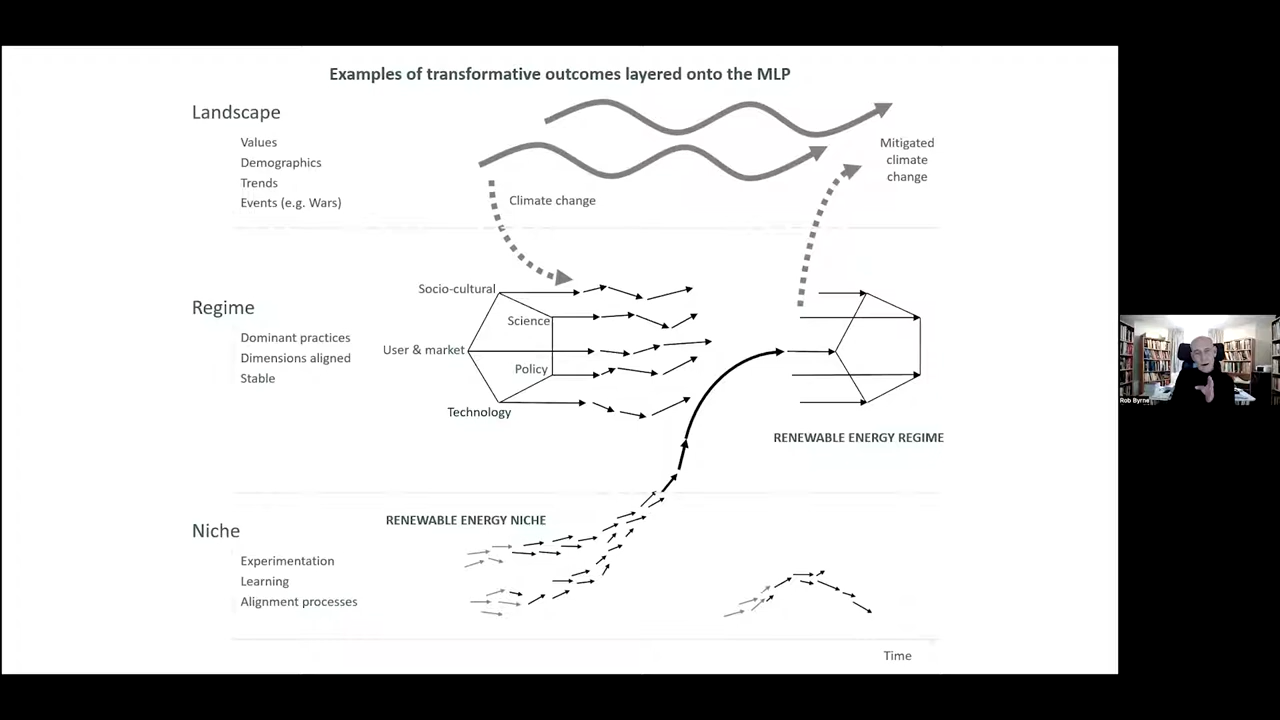 Examples of transformative outcomes layered onto the MLP
Landscape
Values
Demographics
Trends
Events (e.g. Wars)
Climate change
Mitigated
climate
change
Regime
Dominant practices
Dimensions aligned
Stable
Socio-cultural
Science
User & market
Policy
Technology
RENEWABLE ENERGY REGIME
Niche
Experimentation
Learning
Alignment processes
RENEWABLE ENERGY NICHE
Time
Rob Byrne